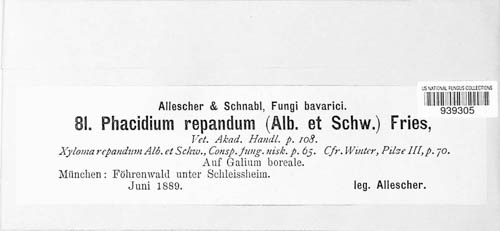 US NATIONAL FUNGUS COLLECTIONS
939305
Allescher & Schnabl, Fungi bavarici.
81. Phacidium repandum (Alb. et Schw.) Fries,
Vet. Akad. Handl. p. 108.
Xyloma repandum Alb. et Schw., Consp. fung. nisk. p. 65. Cfr. Winter, Pilze III, p. 70.
Auf Galium boreale.
München: Föhrenwald unter Schleissheim.
Juni 1889. leg. Allescher.